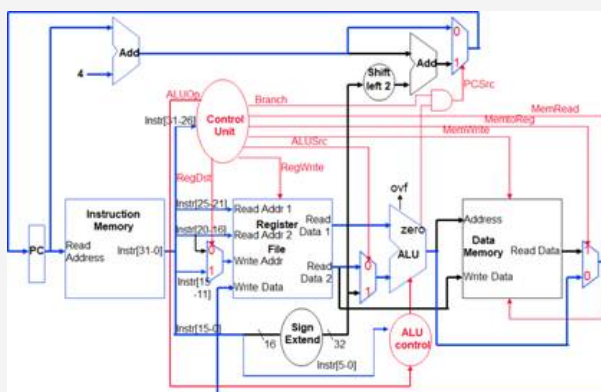 Add
4
Shift
left 2
Add
0
1
PCSrc
ALUOp
Branch
MemRead
MemtoReg
MemWrite
Instr[31-26]
Control
Unit
ALUSrc
RegWrite
RegDst
ovf
Instruction
Memory
PC
Read
Address
Instr[31-0]
Instr[25-21]
Read Addr 1
Instr[20-16]
Read Addr 2
Register
File
Read
Data 1
Write Addr
Read
Data 2
Write Data
0
1
Instr[15
-11]
0
1
zero
ALU
Address
Data
Memory
Read Data
Write Data
1
0
Instr[15-0]
Sign
Extend
16
32
ALU
control
Instr[5-0]